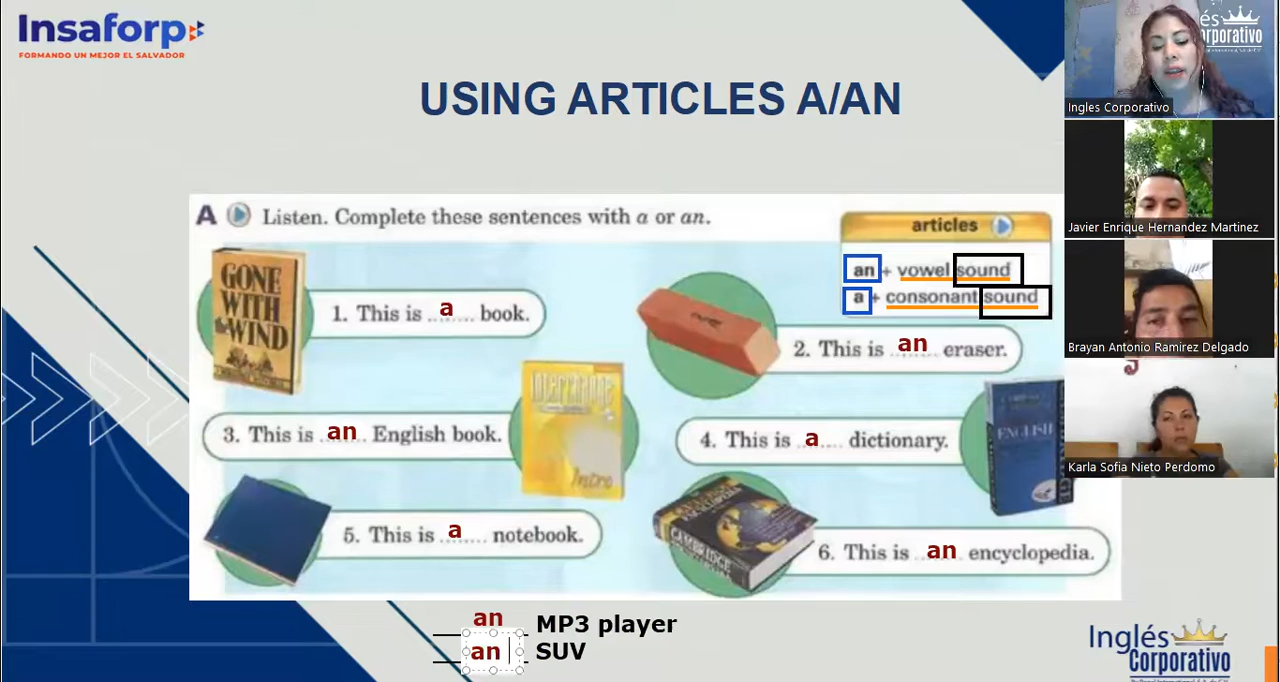 Insaforp
FORMANDO UN MEJOR EL SALVADOR
USING ARTICLES A/AN
A Listen. Complete these sentences with a or an.
articles
an + vowel sound
a + consonant sound
GONE
WITH
the WIND
1. This is a book.
2. This is an eraser.
interchange
Intro
3. This is an English book.
4. This is a dictionary.
ENGLISH
5. This is a notebook.
CAMBRIDGE
6. This is an encyclopedia.
an MP3 player
an SUV
Inglés
Corporativo
és
orporativo
Ingles Corporativo
Javier Enrique Hernandez Martinez
Brayan Antonio Ramirez Delgado
Karla Sofia Nieto Perdomo